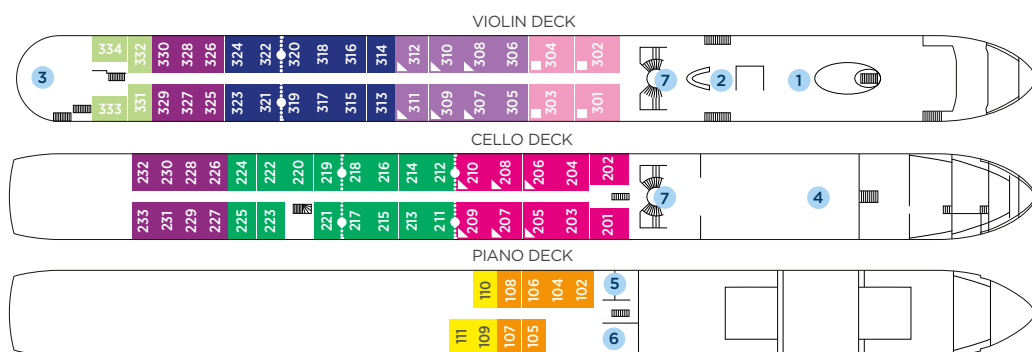 VIOLIN DECK
334 332 330 328 326 324 322 320 318 316 314 312 310 308 306 304 302
3 7 2 1
333 331 329 327 325 323 321 319 317 315 313 311 309 307 305 303 301
CELLO DECK
232 230 228 226 224 222 220 219 218 216 214 212 210 208 206 204 202
7 4
233 231 229 227 225 223 221 217 215 213 211 209 207 205 203 201
PIANO DECK
110 108 106 104 102 5
111 109 107 105 6